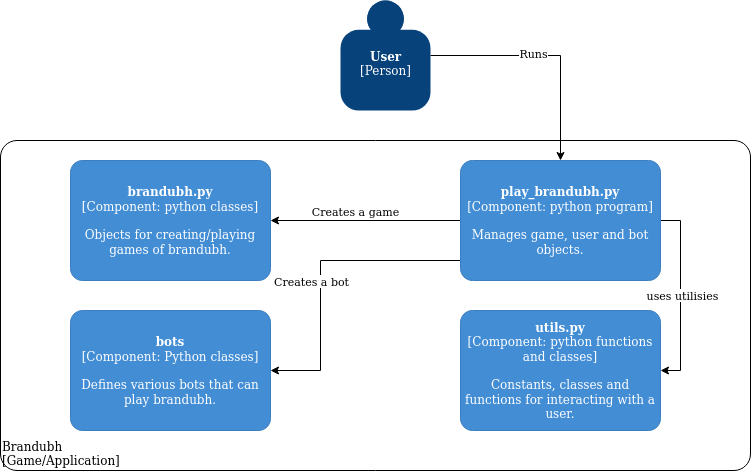 User
[Person]
Runs
brandubh.py
[Component: python classes]
Objects for creating/playing
games of brandubh.
Creates a game
play_brandubh.py
[Component: python program]
Manages game, user and bot
objects.
Creates a bot
uses utilisies
bots
[Component: Python classes]
Defines various bots that can
play brandubh.
utils.py
[Component: python functions
and classes]
Constants, classes and
functions for interacting with a
user.
Brandubh
[Game/Application]